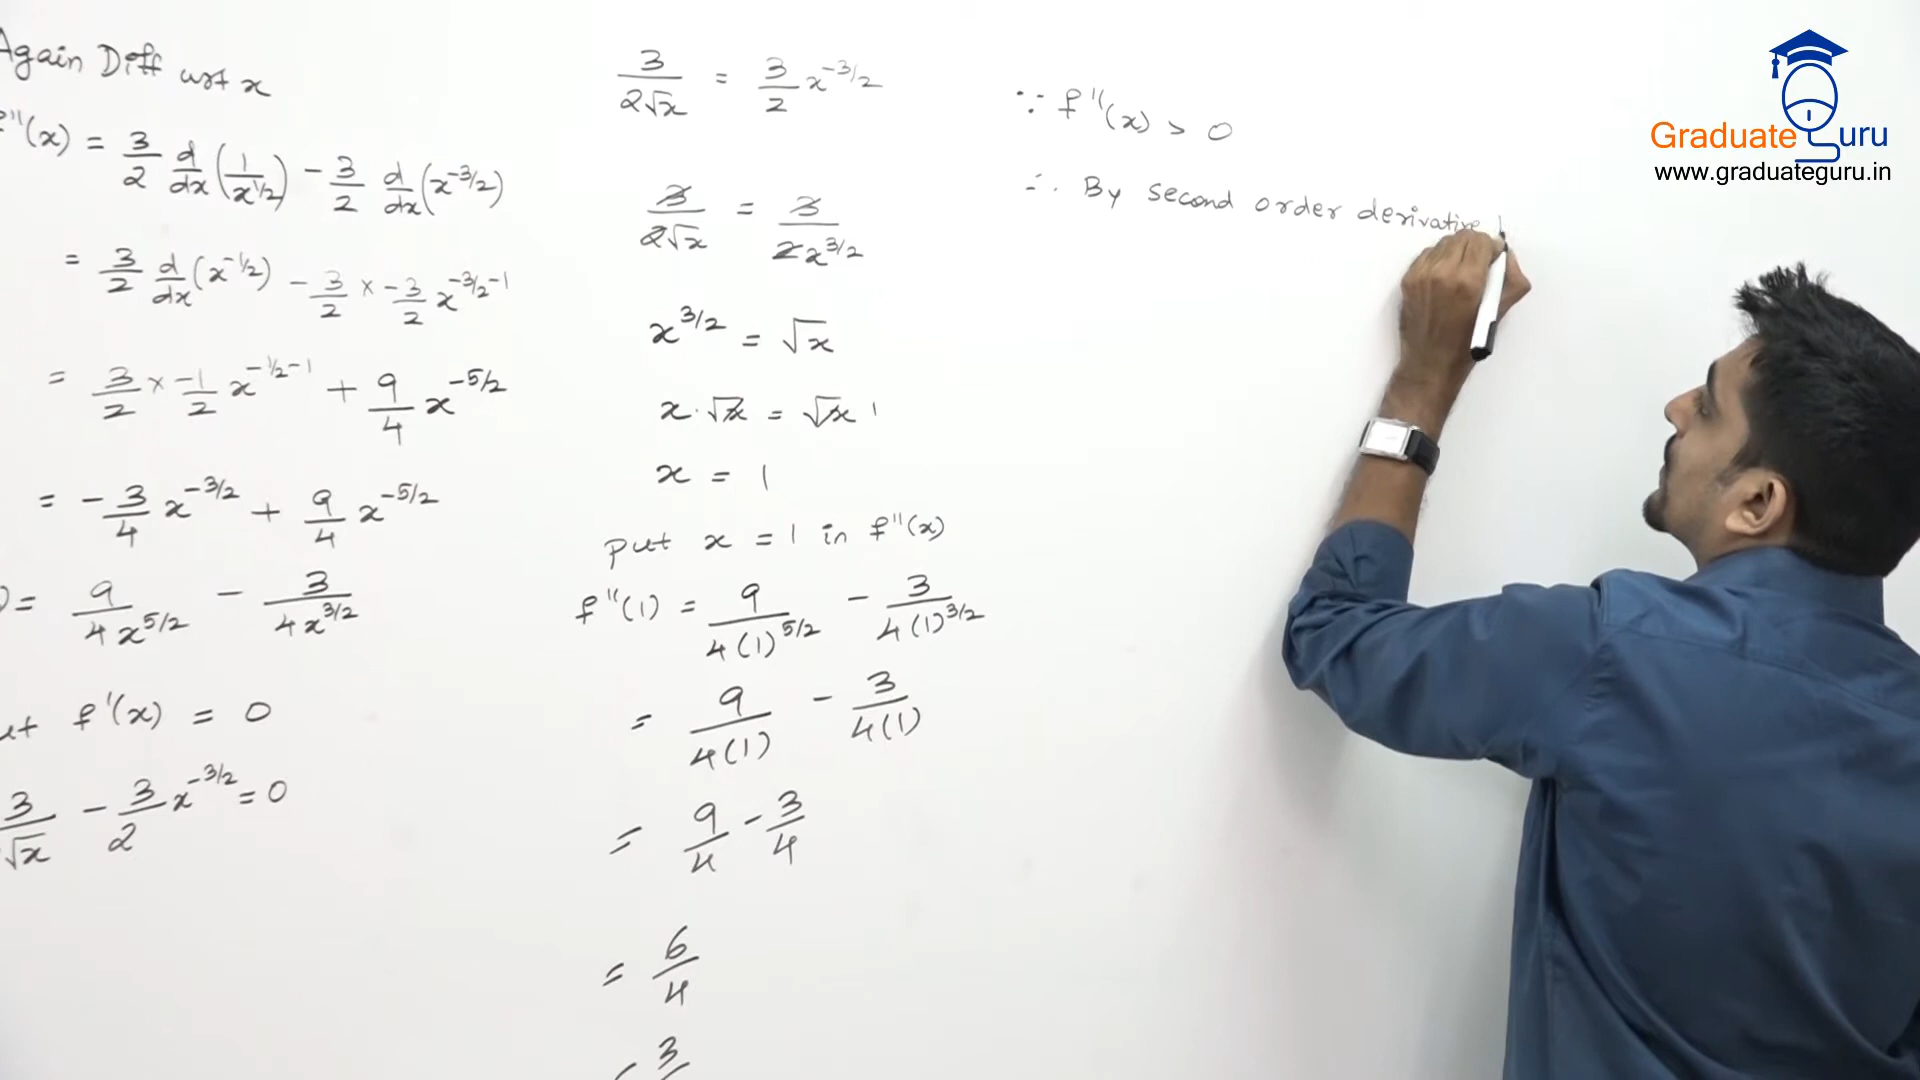 Again Diff wrt x
f''(x) = 3/2 d/dx (1/x^1/2) - 3/2 d/dx (x^-3/2)
= 3/2 d/dx (x^-1/2) - 3/2 × -3/2 x^-3/2-1
= 3/2 × -1/2 x^-1/2-1 + 9/4 x^-5/2
= - 3/4 x^-3/2 + 9/4 x^-5/2
) = 9/4x^5/2 - 3/4x^3/2
f'(x) = 0
3/√x - 3/2 x^-3/2 = 0
3/2√x = 3/2 x^-3/2
3/2√x = 3/2x^3/2
x^3/2 = √x
x·√x = √x 1
x = 1
put x = 1 in f''(x)
f''(1) = 9/4(1)^5/2 - 3/4(1)^3/2
= 9/4(1) - 3/4(1)
= 9/4 - 3/4
= 6/4
= 3
∵ f''(x) > 0
∴ By second order derivative
Graduate Guru
www.graduateguru.in